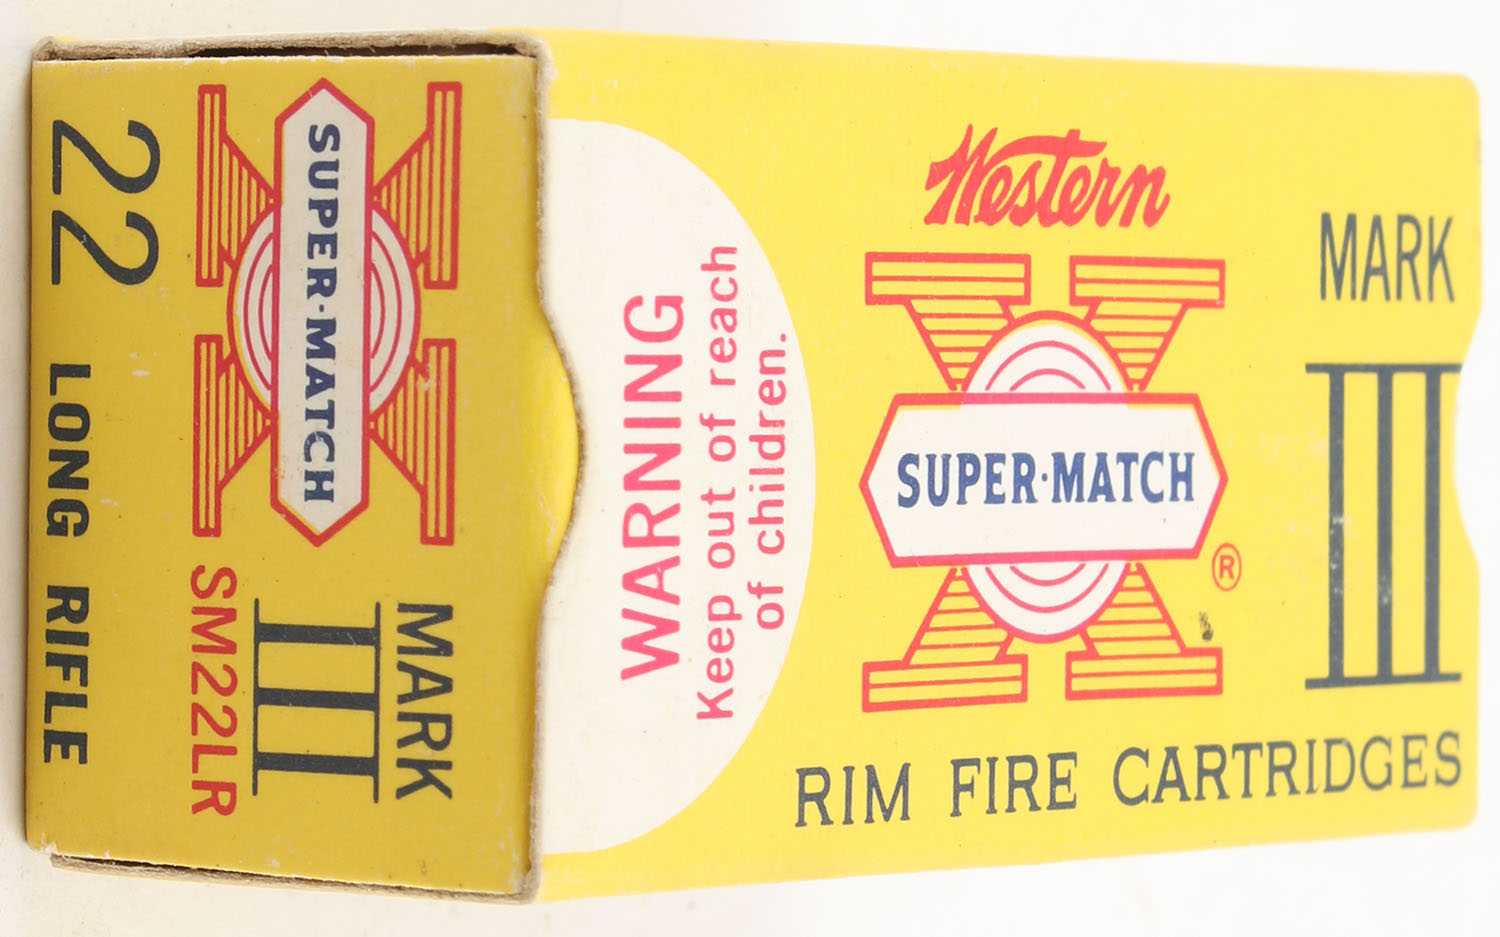 22 LONG RIFLE
SUPER·MATCH
SM22LR
MARK
III
WARNING
Keep out of reach
of children.
Western
SUPER·MATCH
®
MARK
III
RIM FIRE CARTRIDGES